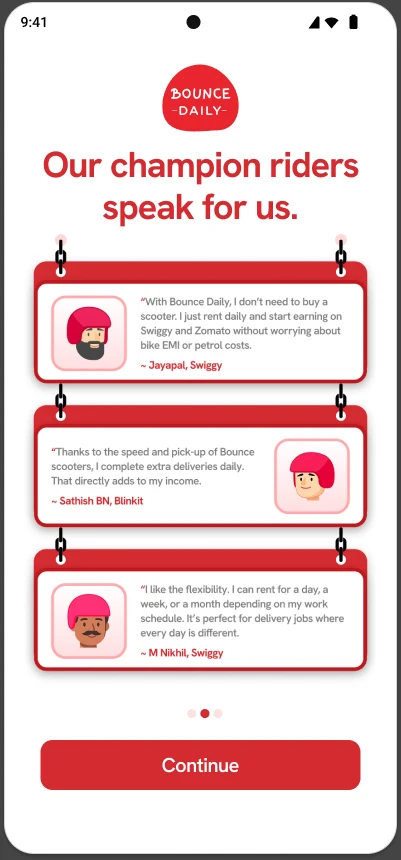 9:41
BOUNCE
-DAILY-
Our champion riders
speak for us.
“With Bounce Daily, I don’t need to buy a
scooter. I just rent daily and start earning on
Swiggy and Zomato without worrying about
bike EMI or petrol costs.
~ Jayapal, Swiggy
“Thanks to the speed and pick-up of Bounce
scooters, I complete extra deliveries daily.
That directly adds to my income.
~ Sathish BN, Blinkit
“I like the flexibility. I can rent for a day, a
week, or a month depending on my work
schedule. It’s perfect for delivery jobs where
every day is different.
~ M Nikhil, Swiggy
Continue